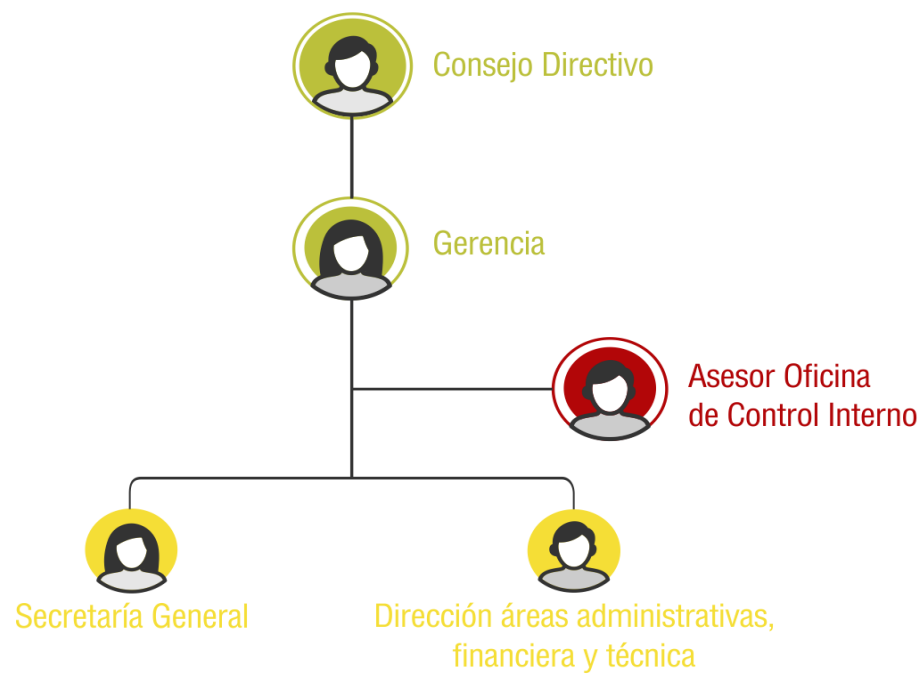 Consejo Directivo
Gerencia
Asesor Oficina
de Control Interno
Secretaría General
Dirección áreas administrativas,
financiera y técnica